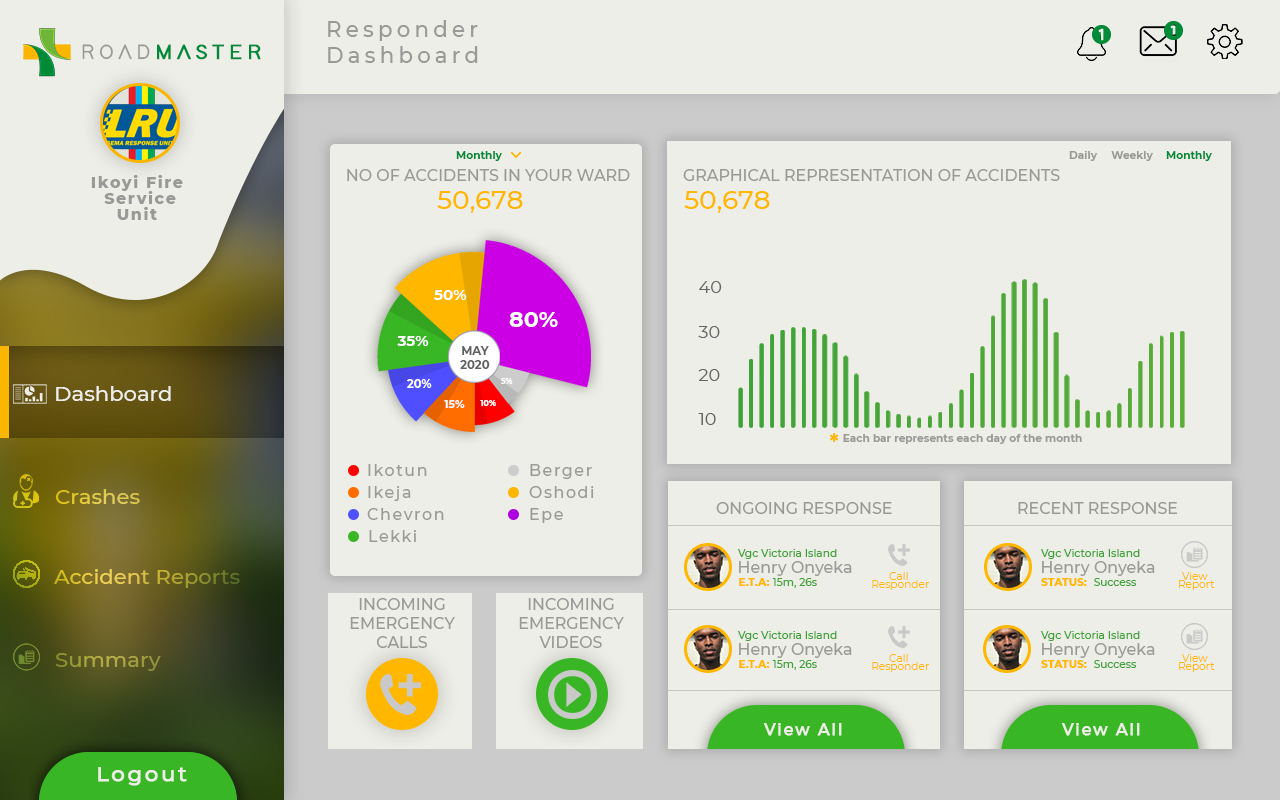 ROADMASTER
LRU
SEMA RESPONSE UNIT
Ikoyi Fire
Service
Unit
Dashboard
Crashes
Accident Reports
Summary
Logout
Responder
Dashboard
1
1
Monthly
NO OF ACCIDENTS IN YOUR WARD
50,678
80%
50%
35%
20%
15%
10%
5%
MAY
2020
Ikotun
Ikeja
Chevron
Lekki
Berger
Oshodi
Epe
Daily Weekly Monthly
GRAPHICAL REPRESENTATION OF ACCIDENTS
50,678
40
30
20
10
* Each bar represents each day of the month
INCOMING
EMERGENCY
CALLS
INCOMING
EMERGENCY
VIDEOS
ONGOING RESPONSE
Vgc Victoria Island
Henry Onyeka
E.T.A: 15m, 26s
Call
Responder
Vgc Victoria Island
Henry Onyeka
E.T.A: 15m, 26s
Call
Responder
View All
RECENT RESPONSE
Vgc Victoria Island
Henry Onyeka
STATUS: Success
View
Report
Vgc Victoria Island
Henry Onyeka
STATUS: Success
View
Report
View All